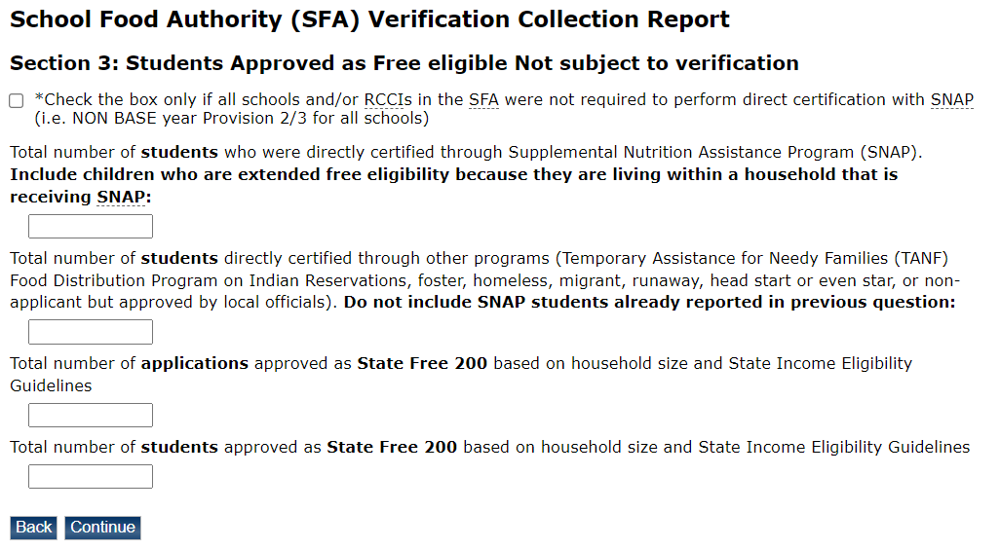 School Food Authority (SFA) Verification Collection Report
Section 3: Students Approved as Free eligible Not subject to verification
*Check the box only if all schools and/or RCCIs in the SFA were not required to perform direct certification with SNAP
(i.e. NON BASE year Provision 2/3 for all schools)
Total number of students who were directly certified through Supplemental Nutrition Assistance Program (SNAP).
Include children who are extended free eligibility because they are living within a household that is
receiving SNAP:
Total number of students directly certified through other programs (Temporary Assistance for Needy Families (TANF)
Food Distribution Program on Indian Reservations, foster, homeless, migrant, runaway, head start or even star, or non-
applicant but approved by local officials). Do not include SNAP students already reported in previous question:
Total number of applications approved as State Free 200 based on household size and State Income Eligibility
Guidelines
Total number of students approved as State Free 200 based on household size and State Income Eligibility Guidelines
Back Continue